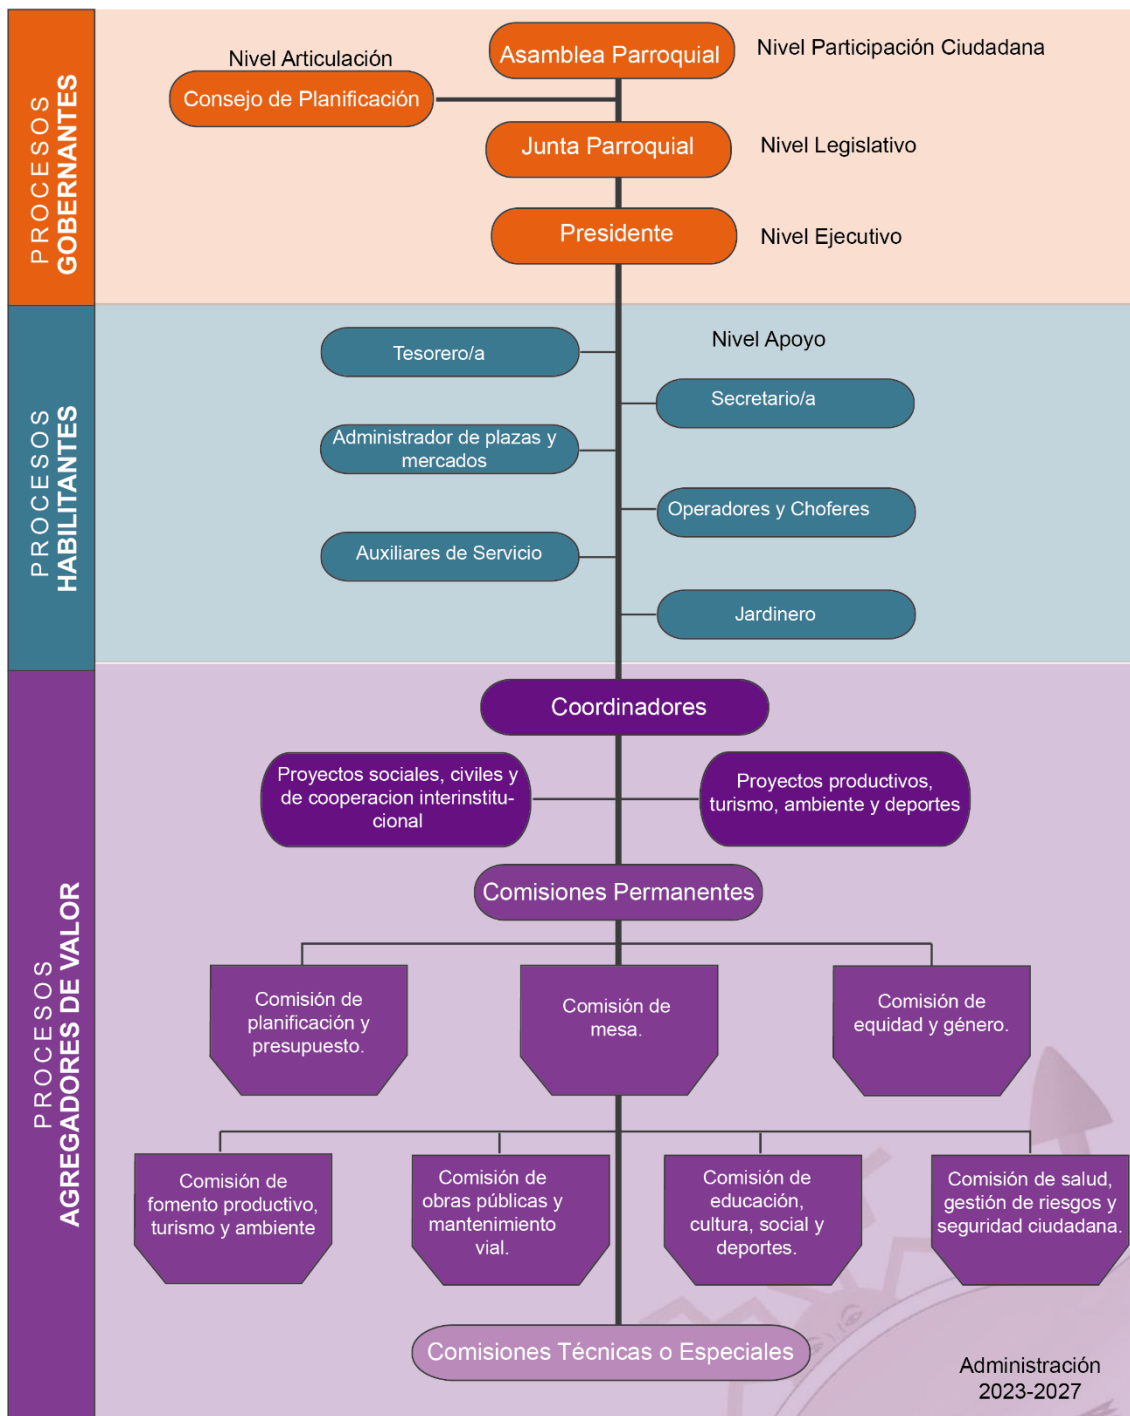 PROCESOS
GOBERNANTES
Asamblea Parroquial
Nivel Participación Ciudadana
Nivel Articulación
Consejo de Planificación
Junta Parroquial
Nivel Legislativo
Presidente
Nivel Ejecutivo
PROCESOS
HABILITANTES
Nivel Apoyo
Tesorero/a
Secretario/a
Administrador de plazas y
mercados
Operadores y Choferes
Auxiliares de Servicio
Jardinero
PROCESOS
AGREGADORES DE VALOR
Coordinadores
Proyectos sociales, civiles y
de cooperacion interinstitu-
cional
Proyectos productivos,
turismo, ambiente y deportes
Comisiones Permanentes
Comisión de
planificación y
presupuesto.
Comisión de
mesa.
Comisión de
equidad y género.
Comisión de
fomento productivo,
turismo y ambiente
Comisión de
obras públicas y
mantenimiento
vial.
Comisión de
educación,
cultura, social y
deportes.
Comisión de salud,
gestión de riesgos y
seguridad ciudadana.
Comisiones Técnicas o Especiales
Administración
2023-2027